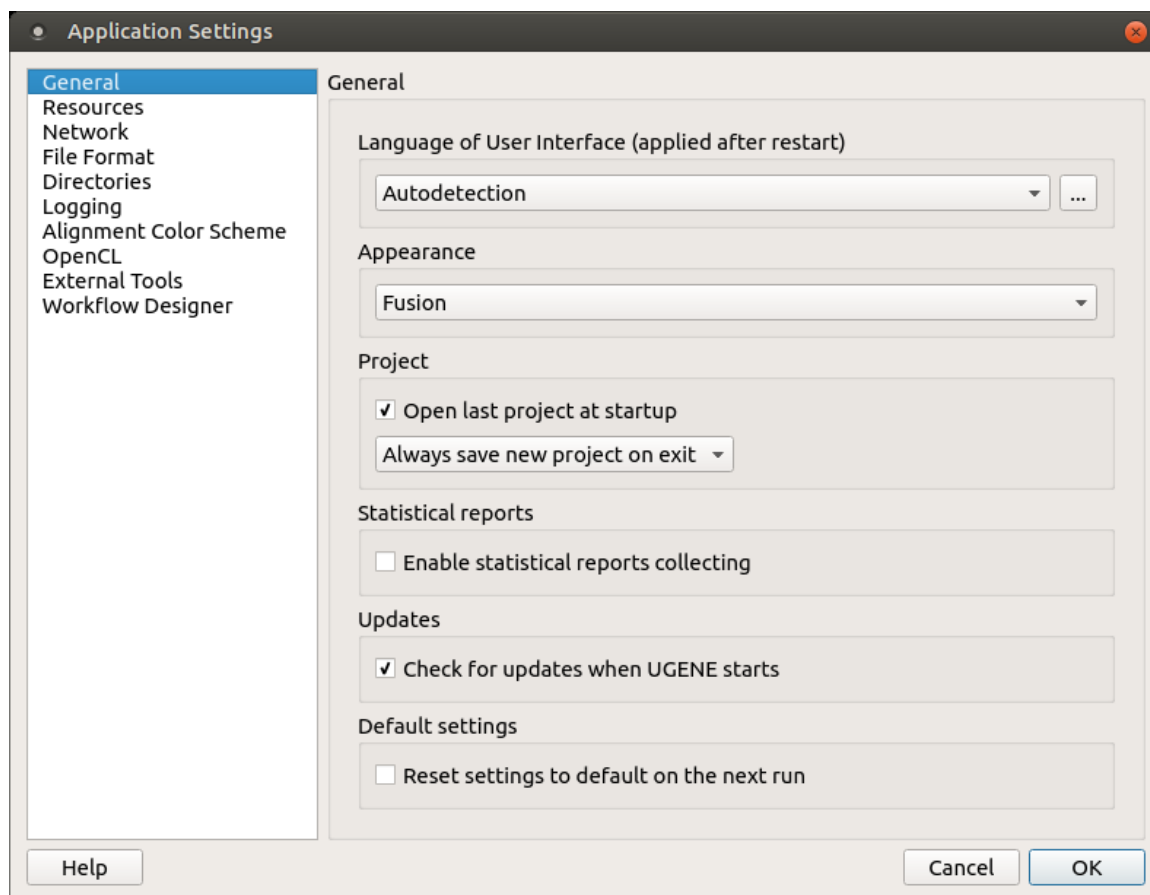 Application Settings
General
Resources
Network
File Format
Directories
Logging
Alignment Color Scheme
OpenCL
External Tools
Workflow Designer
General
Language of User Interface (applied after restart)
Autodetection
...
Appearance
Fusion
Project
Open last project at startup
Always save new project on exit
Statistical reports
Enable statistical reports collecting
Updates
Check for updates when UGENE starts
Default settings
Reset settings to default on the next run
Help
Cancel
OK